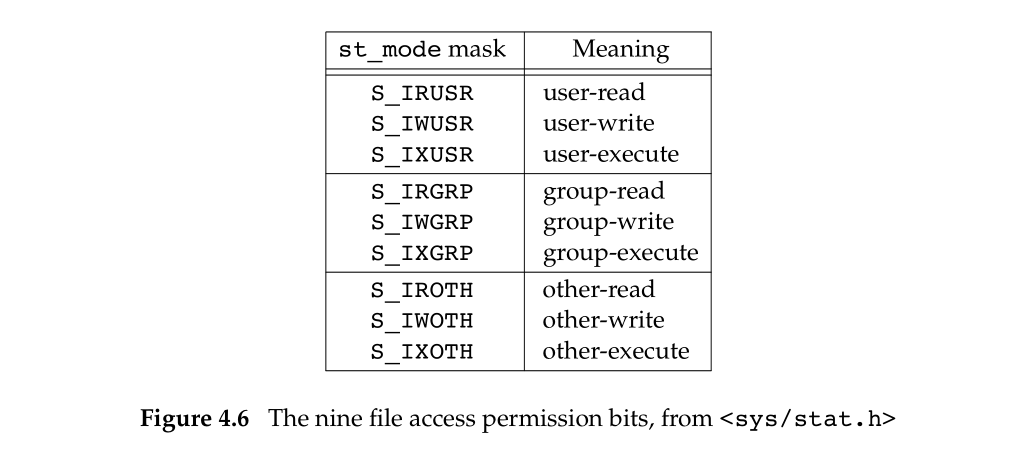 st_mode mask Meaning
S_IRUSR user-read
S_IWUSR user-write
S_IXUSR user-execute
S_IRGRP group-read
S_IWGRP group-write
S_IXGRP group-execute
S_IROTH other-read
S_IWOTH other-write
S_IXOTH other-execute
Figure 4.6 The nine file access permission bits, from <sys/stat.h>